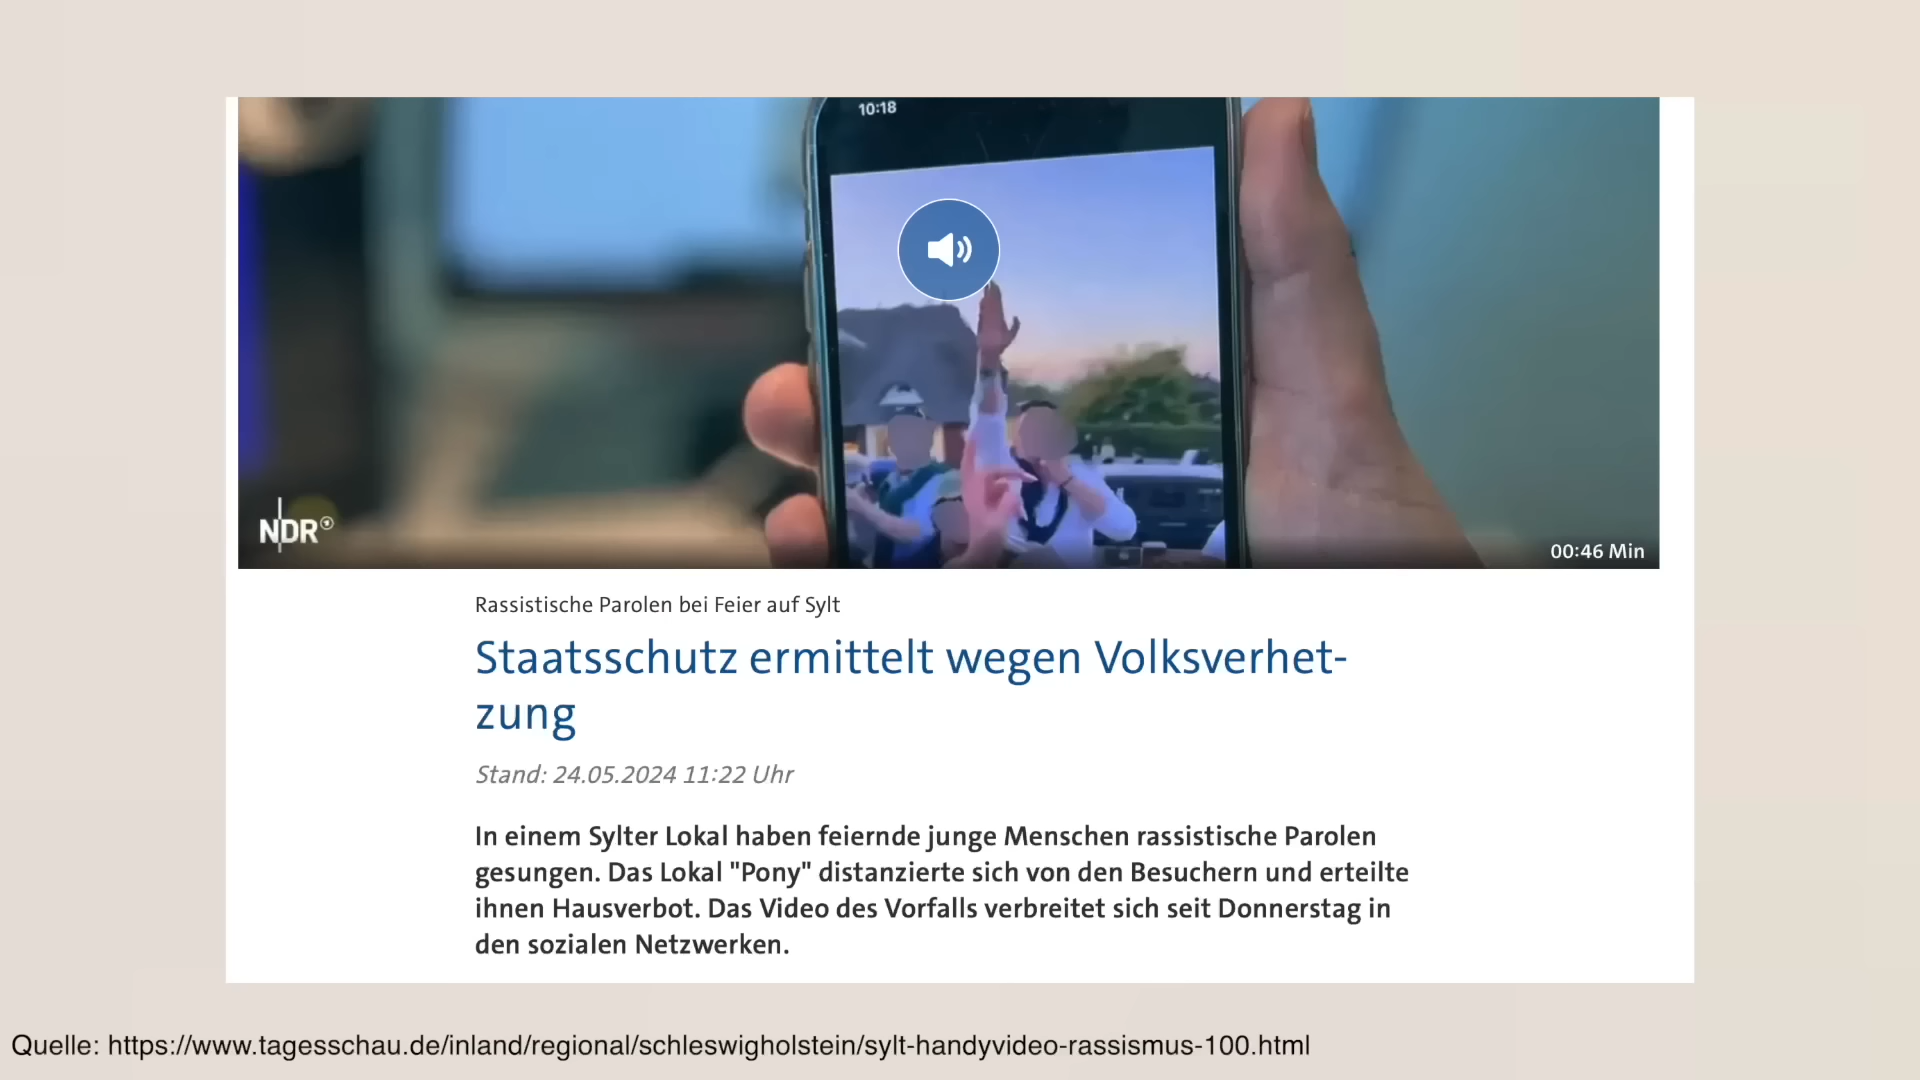 10:18
NDR
00:46 Min
Rassistische Parolen bei Feier auf Sylt
Staatsschutz ermittelt wegen Volksverhet-
zung
Stand: 24.05.2024 11:22 Uhr
In einem Sylter Lokal haben feiernde junge Menschen rassistische Parolen
gesungen. Das Lokal "Pony" distanzierte sich von den Besuchern und erteilte
ihnen Hausverbot. Das Video des Vorfalls verbreitet sich seit Donnerstag in
den sozialen Netzwerken.
Quelle: https://www.tagesschau.de/inland/regional/schleswigholstein/sylt-handyvideo-rassismus-100.html